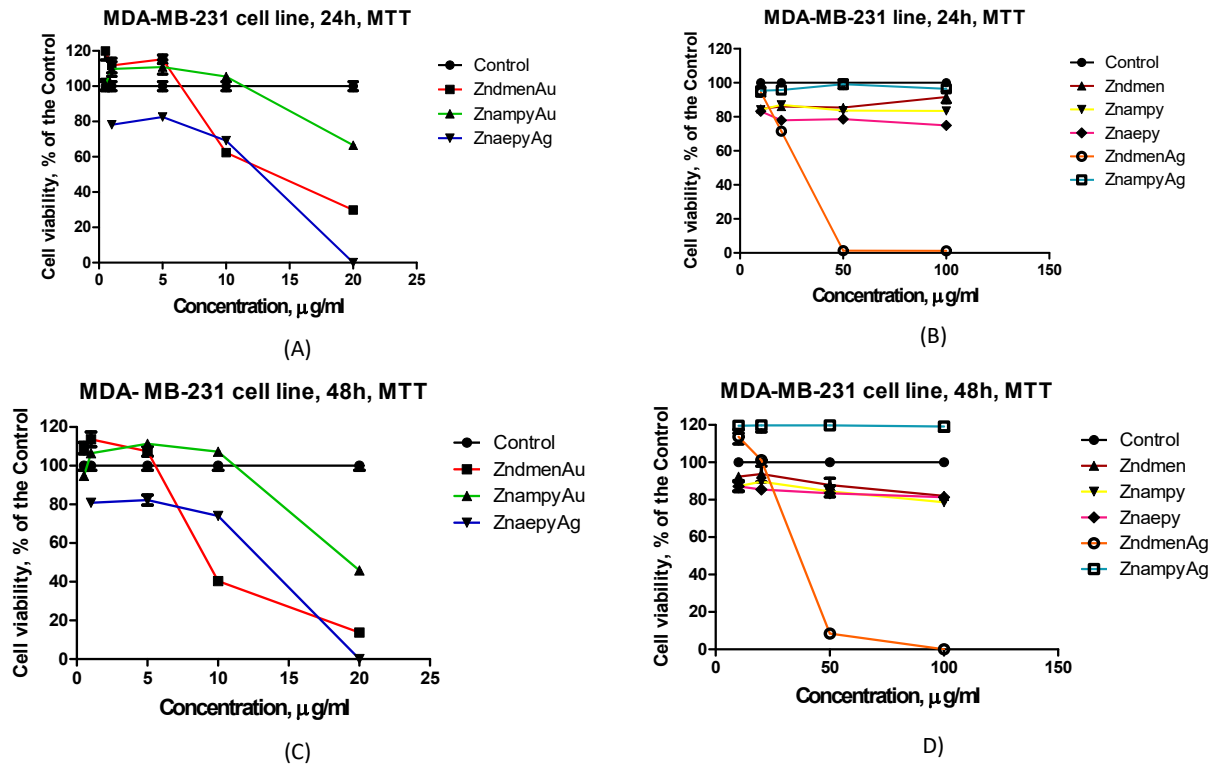 MDA-MB-231 cell line, 24h, MTT
Cell viability, % of the Control
120
100
80
60
40
20
0
0 5 10 15 20 25
Concentration, μg/ml
Control
ZndmenAu
ZnampyAu
ZnaepyAg
(A)
MDA-MB-231 cell line, 24h, MTT
Cell viability, % of the Control
120
100
80
60
40
20
0
0 50 100 150
Concentration, μg/ml
Control
Zndmen
Znampy
Znaepy
ZndmenAg
ZnampyAg
(B)
MDA- MB-231 cell line, 48h, MTT
Cell viability, % of the Control
120
100
80
60
40
20
0
0 5 10 15 20 25
Concentration, μg/ml
Control
ZndmenAu
ZnampyAu
ZnaepyAg
(C)
MDA-MB-231 cell line, 48h, MTT
Cell viability, % of the Control
120
100
80
60
40
20
0
0 50 100 150
Concentration, μg/ml
Control
Zndmen
Znampy
Znaepy
ZndmenAg
ZnampyAg
D)